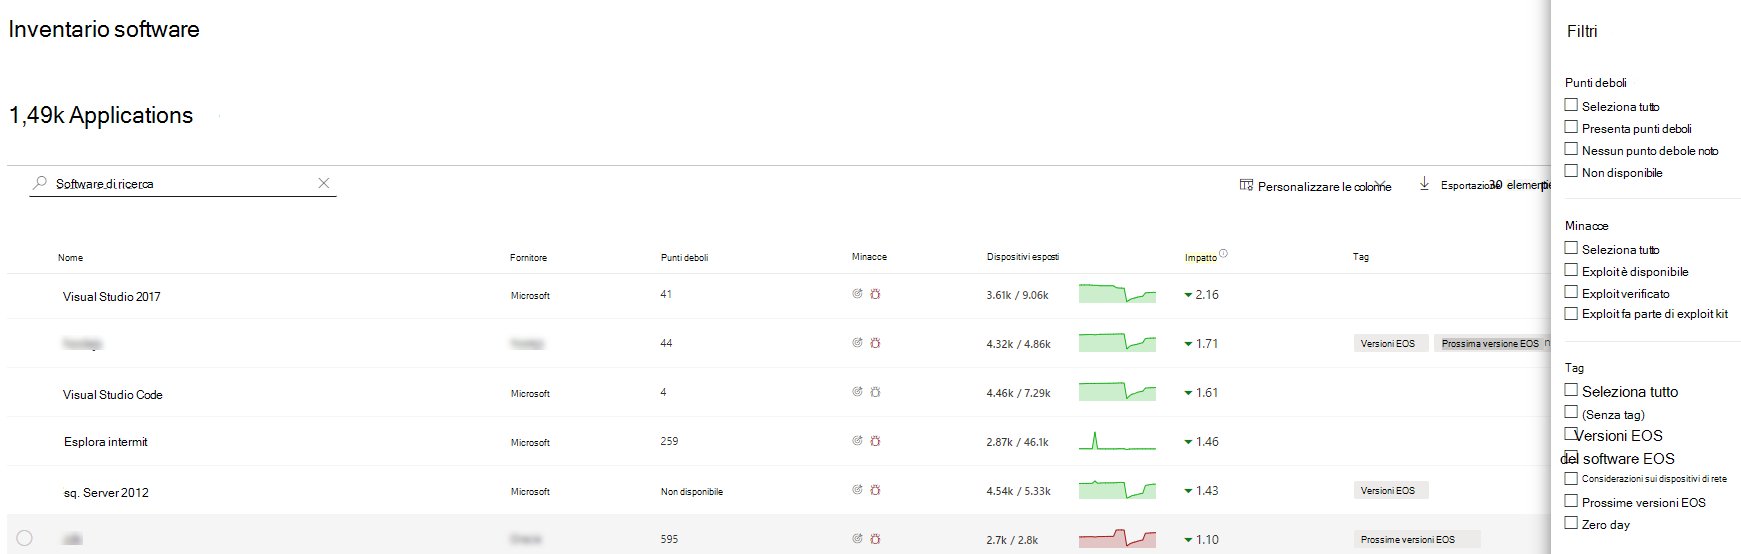 Inventario software
1,49k Applications
Software di ricerca
Personalizzare le colonne
Esportazione
30 elementi
Nome Fornitore Punti deboli Minacce Dispositivi esposti Impatto Tag
Visual Studio 2017 Microsoft 41 3.61k / 9.06k 2.16
44 4.32k / 4.86k 1.71 Versioni EOS Prossima versione EOS
Visual Studio Code Microsoft 4 4.46k / 7.29k 1.61
Esplora intermit Microsoft 259 2.87k / 46.1k 1.46
sq. Server 2012 Microsoft Non disponibile 4.54k / 5.33k 1.43 Versioni EOS
595 2.7k / 2.8k 1.10 Prossime versioni EOS
Filtri
Punti deboli
Seleziona tutto
Presenta punti deboli
Nessun punto debole noto
Non disponibile
Minacce
Seleziona tutto
Exploit è disponibile
Exploit verificato
Exploit fa parte di exploit kit
Tag
Seleziona tutto
(Senza tag)
Versioni EOS
del software EOS
Considerazioni sui dispositivi di rete
Prossime versioni EOS
Zero day